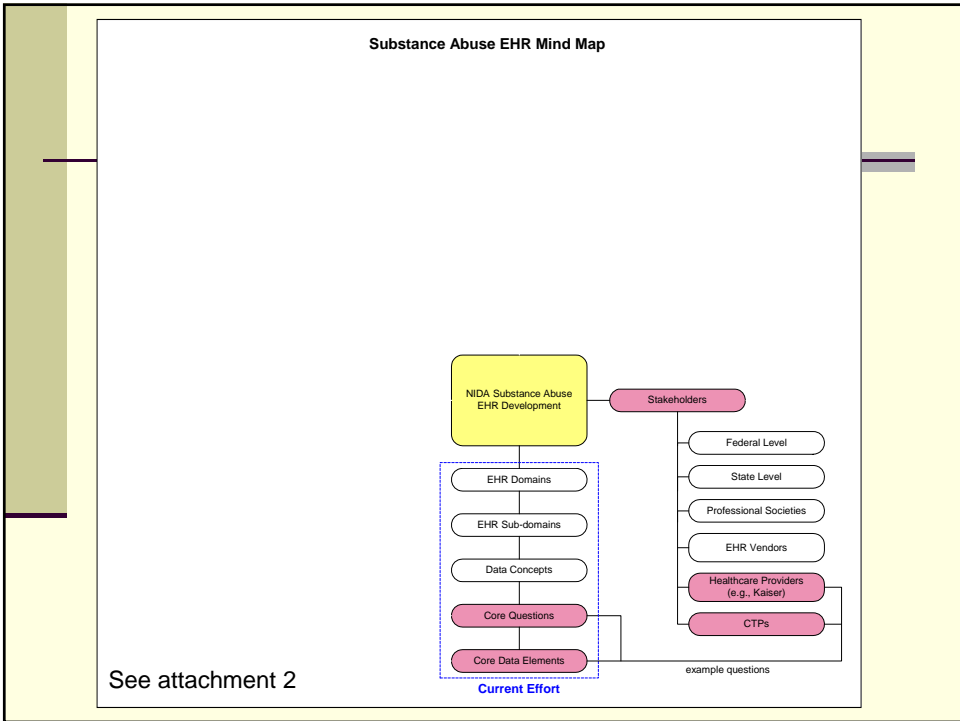 Substance Abuse EHR Mind Map
NIDA Substance Abuse
EHR Development
Stakeholders
Federal Level
State Level
Professional Societies
EHR Vendors
Healthcare Providers
(e.g., Kaiser)
CTPs
EHR Domains
EHR Sub-domains
Data Concepts
Core Questions
Core Data Elements
example questions
Current Effort
See attachment 2